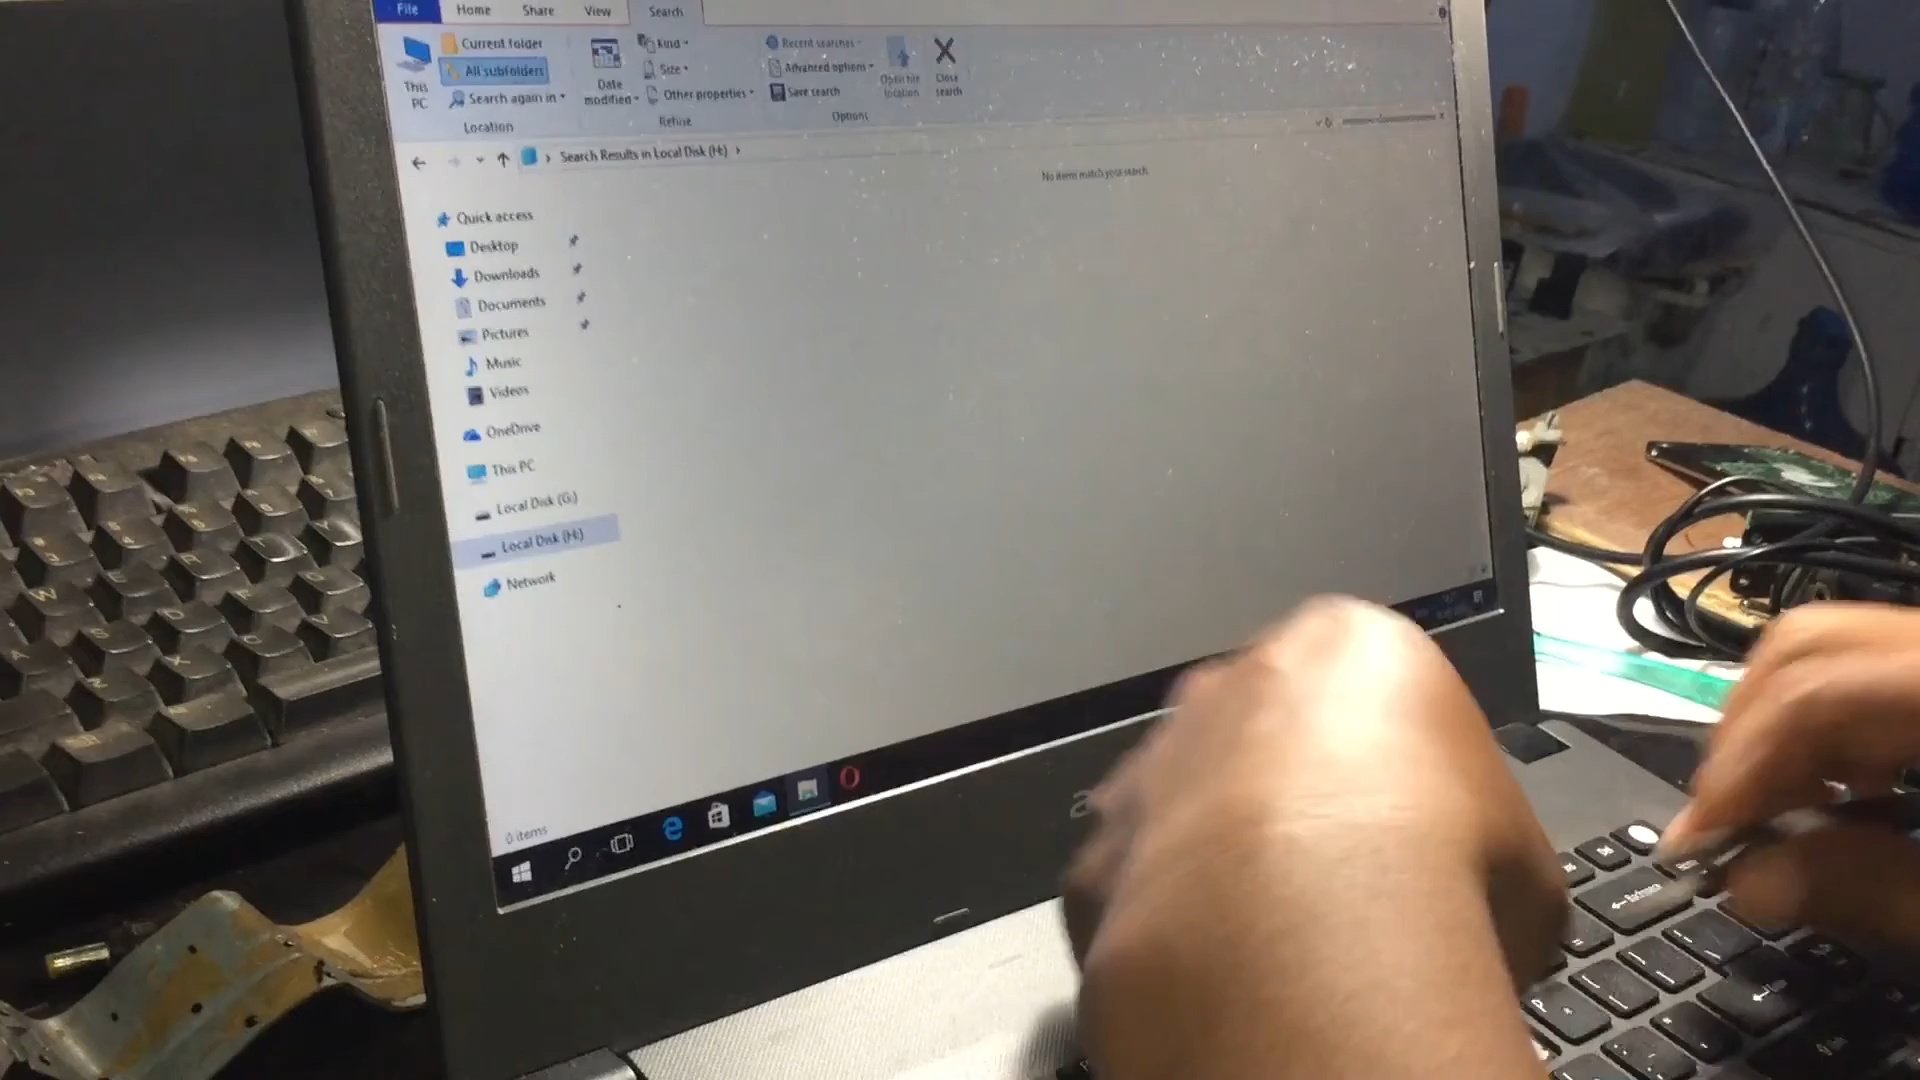 File Home Share View Search
This PC
Current folder
All subfolders
Search again in
Location
Date modified
Kind
Size
Other properties
Refine
Recent searches
Advanced options
Save search
Options
Open file location
Close search
Search Results in Local Disk (H:)
No items match your search.
Quick access
Desktop
Downloads
Documents
Pictures
Music
Videos
OneDrive
This PC
Local Disk (G:)
Local Disk (H:)
Network
0 items
Backspace